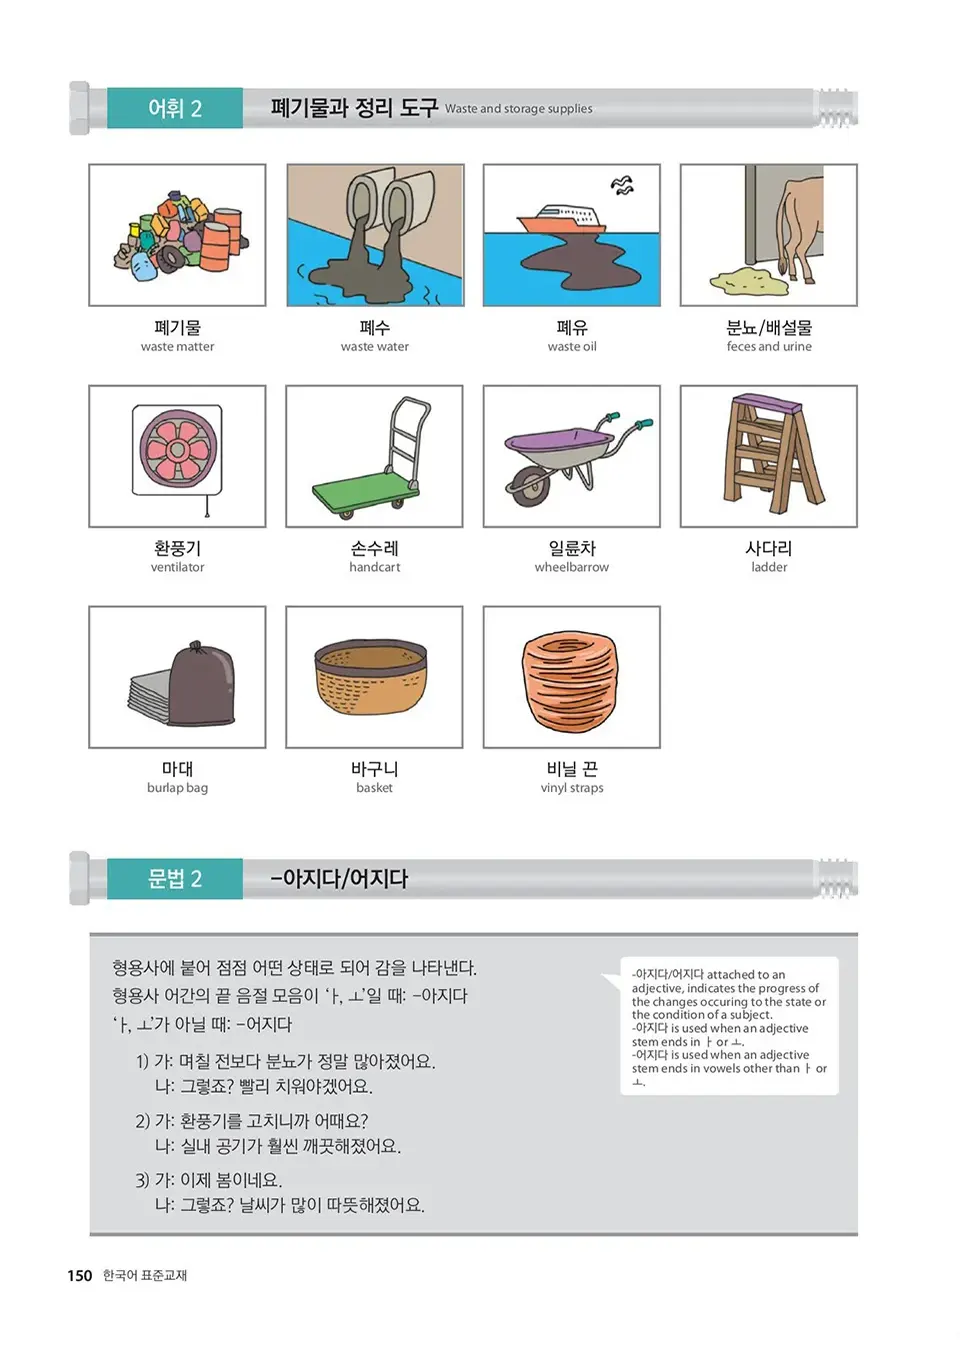 어휘 2 폐기물과 정리 도구 Waste and storage supplies
폐기물 폐수 폐유 분뇨/배설물
waste matter waste water waste oil feces and urine
환풍기 손수레 일륜차 사다리
ventilator handcart wheelbarrow ladder
마대 바구니 비닐 끈
burlap bag basket vinyl straps
문법 2 -아지다/어지다
형용사에 붙어 점점 어떤 상태로 되어 감을 나타낸다.
형용사 어간의 끝 음절 모음이 ‘ㅏ, ㅗ’일 때: -아지다
‘ㅏ, ㅗ’가 아닐 때: -어지다
1) 가: 며칠 전보다 분뇨가 정말 많아졌어요.
나: 그렇죠? 빨리 치워야겠어요.
2) 가: 환풍기를 고치니까 어때요?
나: 실내 공기가 훨씬 깨끗해졌어요.
3) 가: 이제 봄이네요.
나: 그렇죠? 날씨가 많이 따뜻해졌어요.
-아지다/어지다 attached to an
adjective, indicates the progress of
the changes occuring to the state or
the condition of a subject.
-아지다 is used when an adjective
stem ends in ㅏ or ㅗ.
-어지다 is used when an adjective
stem ends in vowels other than ㅏ or
ㅗ.
150 한국어 표준교재